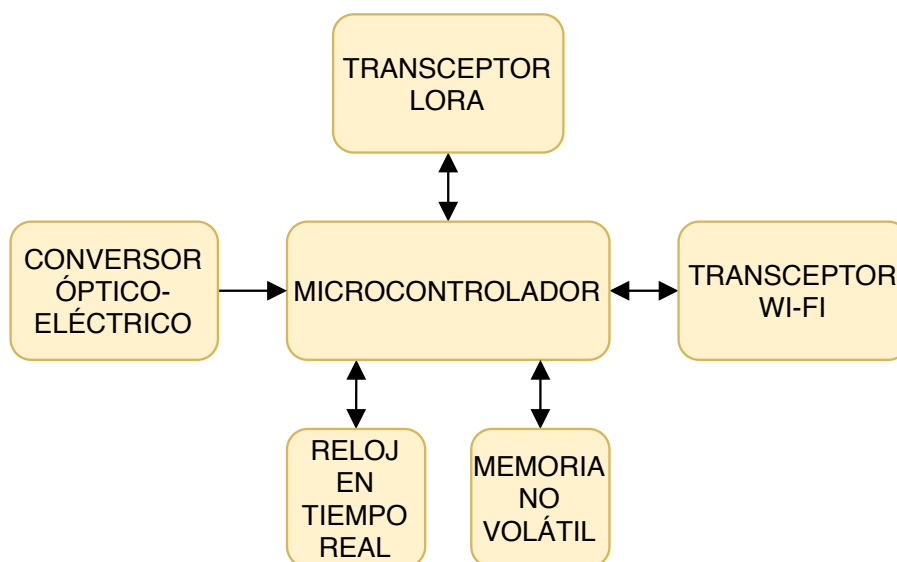 TRANSCEPTOR
LORA
CONVERSOR
ÓPTICO-
ELÉCTRICO
MICROCONTROLADOR
TRANSCEPTOR
WI-FI
RELOJ
EN
TIEMPO
REAL
MEMORIA
NO
VOLÁTIL